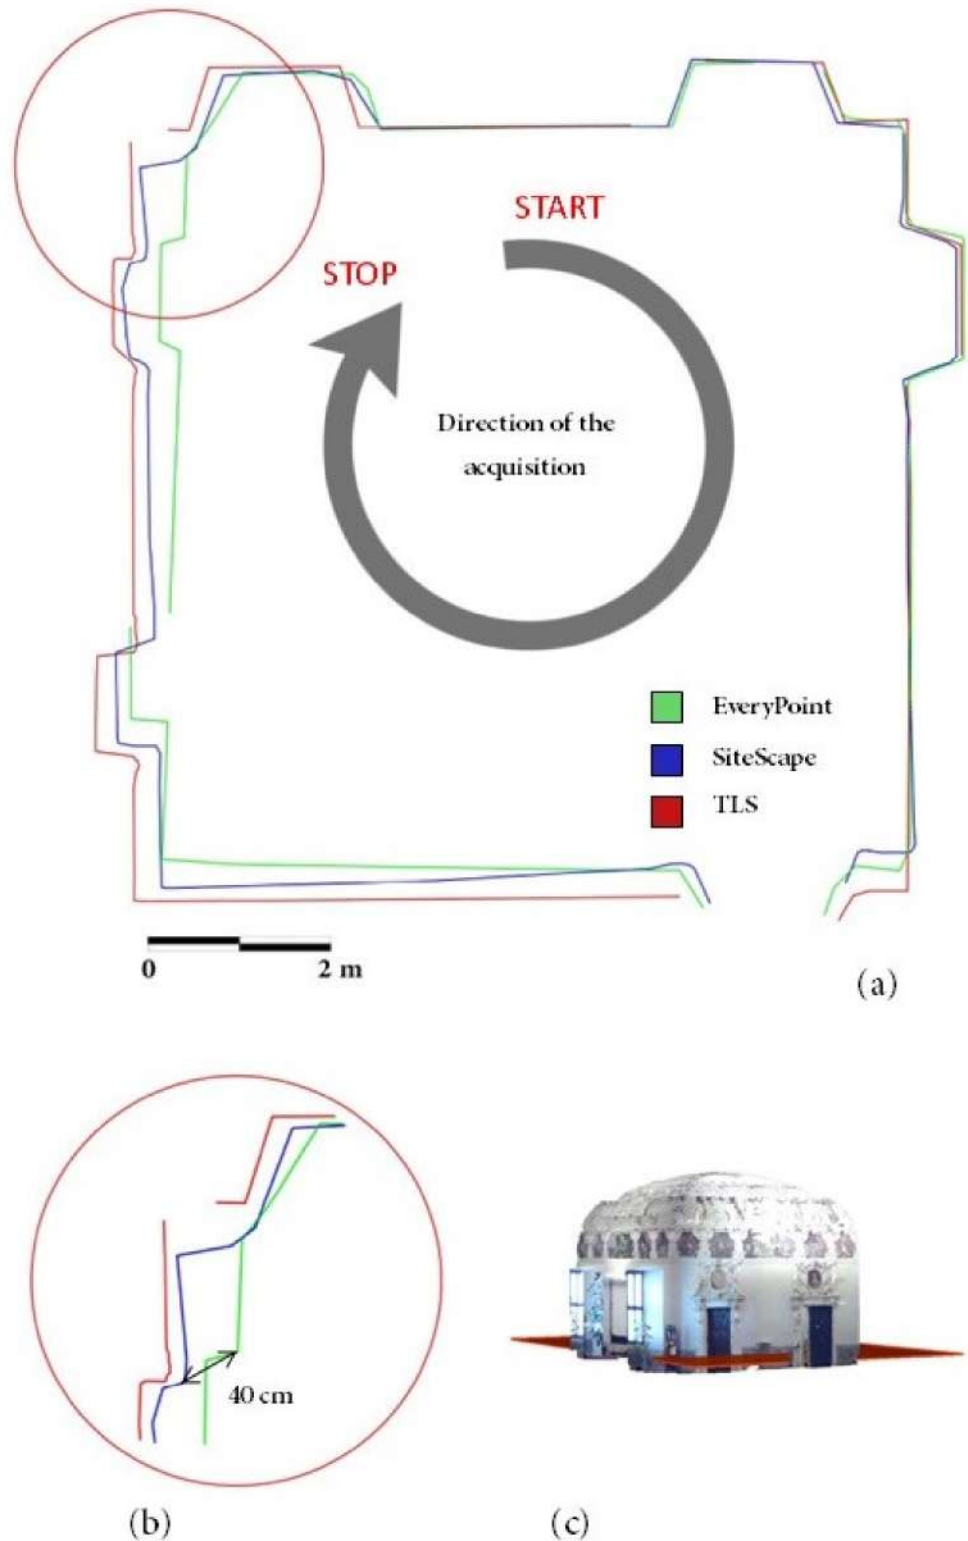 START
STOP
Direction of the
acquisition
EveryPoint
SiteScape
TLS
0 2 m
(a)
40 cm
(b)
(c)